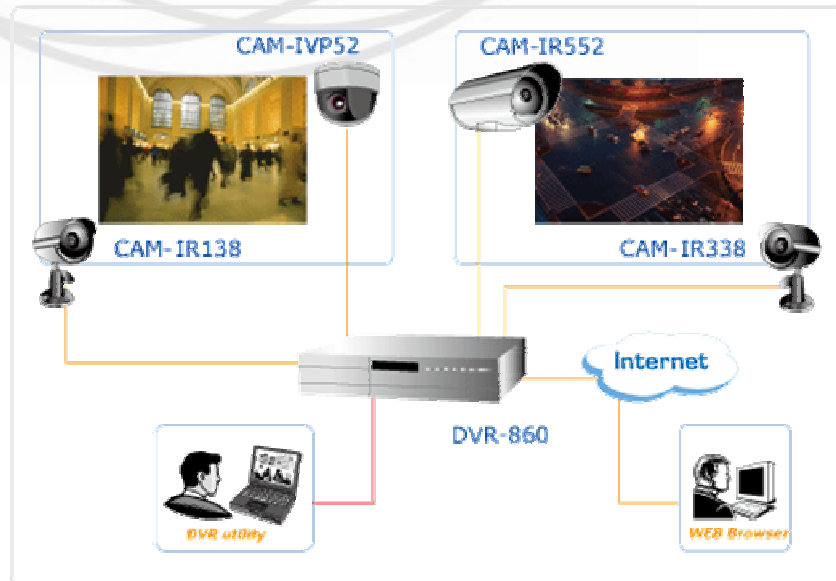 CAM-IVP52
CAM-IR552
CAM-IR138
CAM-IR338
Internet
DVR-860
DVR utility
WEB Browser